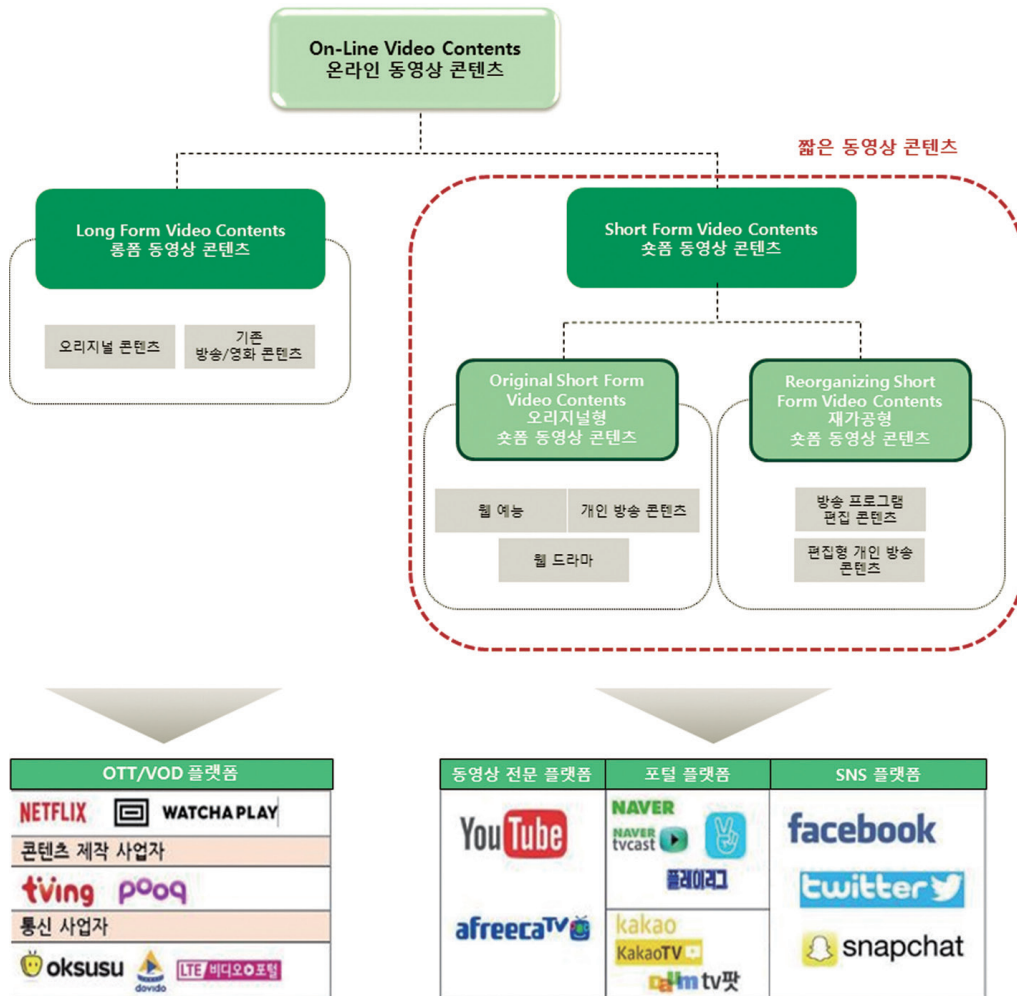 On-Line Video Contents
온라인 동영상 콘텐츠
짧은 동영상 콘텐츠
Long Form Video Contents
롱폼 동영상 콘텐츠
오리지널 콘텐츠
기존
방송/영화 콘텐츠
Short Form Video Contents
숏폼 동영상 콘텐츠
Original Short Form
Video Contents
오리지널형
숏폼 동영상 콘텐츠
웹 예능
개인 방송 콘텐츠
웹 드라마
Reorganizing Short
Form Video Contents
재가공형
숏폼 동영상 콘텐츠
방송 프로그램
편집 콘텐츠
편집형 개인 방송
콘텐츠
OTT/VOD 플랫폼
NETFLIX
WATCHA PLAY
콘텐츠 제작 사업자
tving
pooq
통신 사업자
oksusu
dovido
LTE 비디오포털
동영상 전문 플랫폼
YouTube
afreecaTV
포털 플랫폼
NAVER
NAVER
tvcast
V
플레이리그
kakao
KakaoTV
Daum tv팟
SNS 플랫폼
facebook
twitter
snapchat